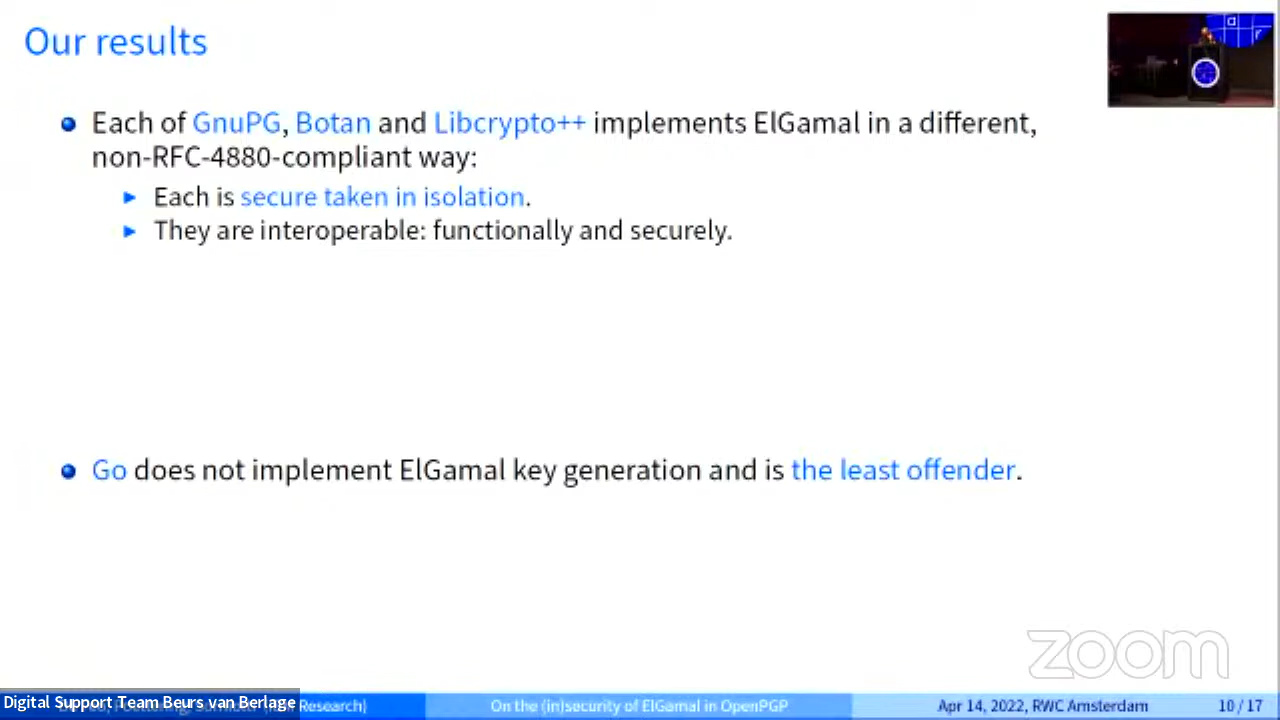 Our results
Each of GnuPG, Botan and Libcrypto++ implements ElGamal in a different,
non-RFC-4880-compliant way:
Each is secure taken in isolation.
They are interoperable: functionally and securely.
Go does not implement ElGamal key generation and is the least offender.
zoom
Digital Support Team Beurs van Berlage
Research)
On the (in)security of ElGamal in OpenPGP
Apr 14, 2022, RWC Amsterdam
10 / 17